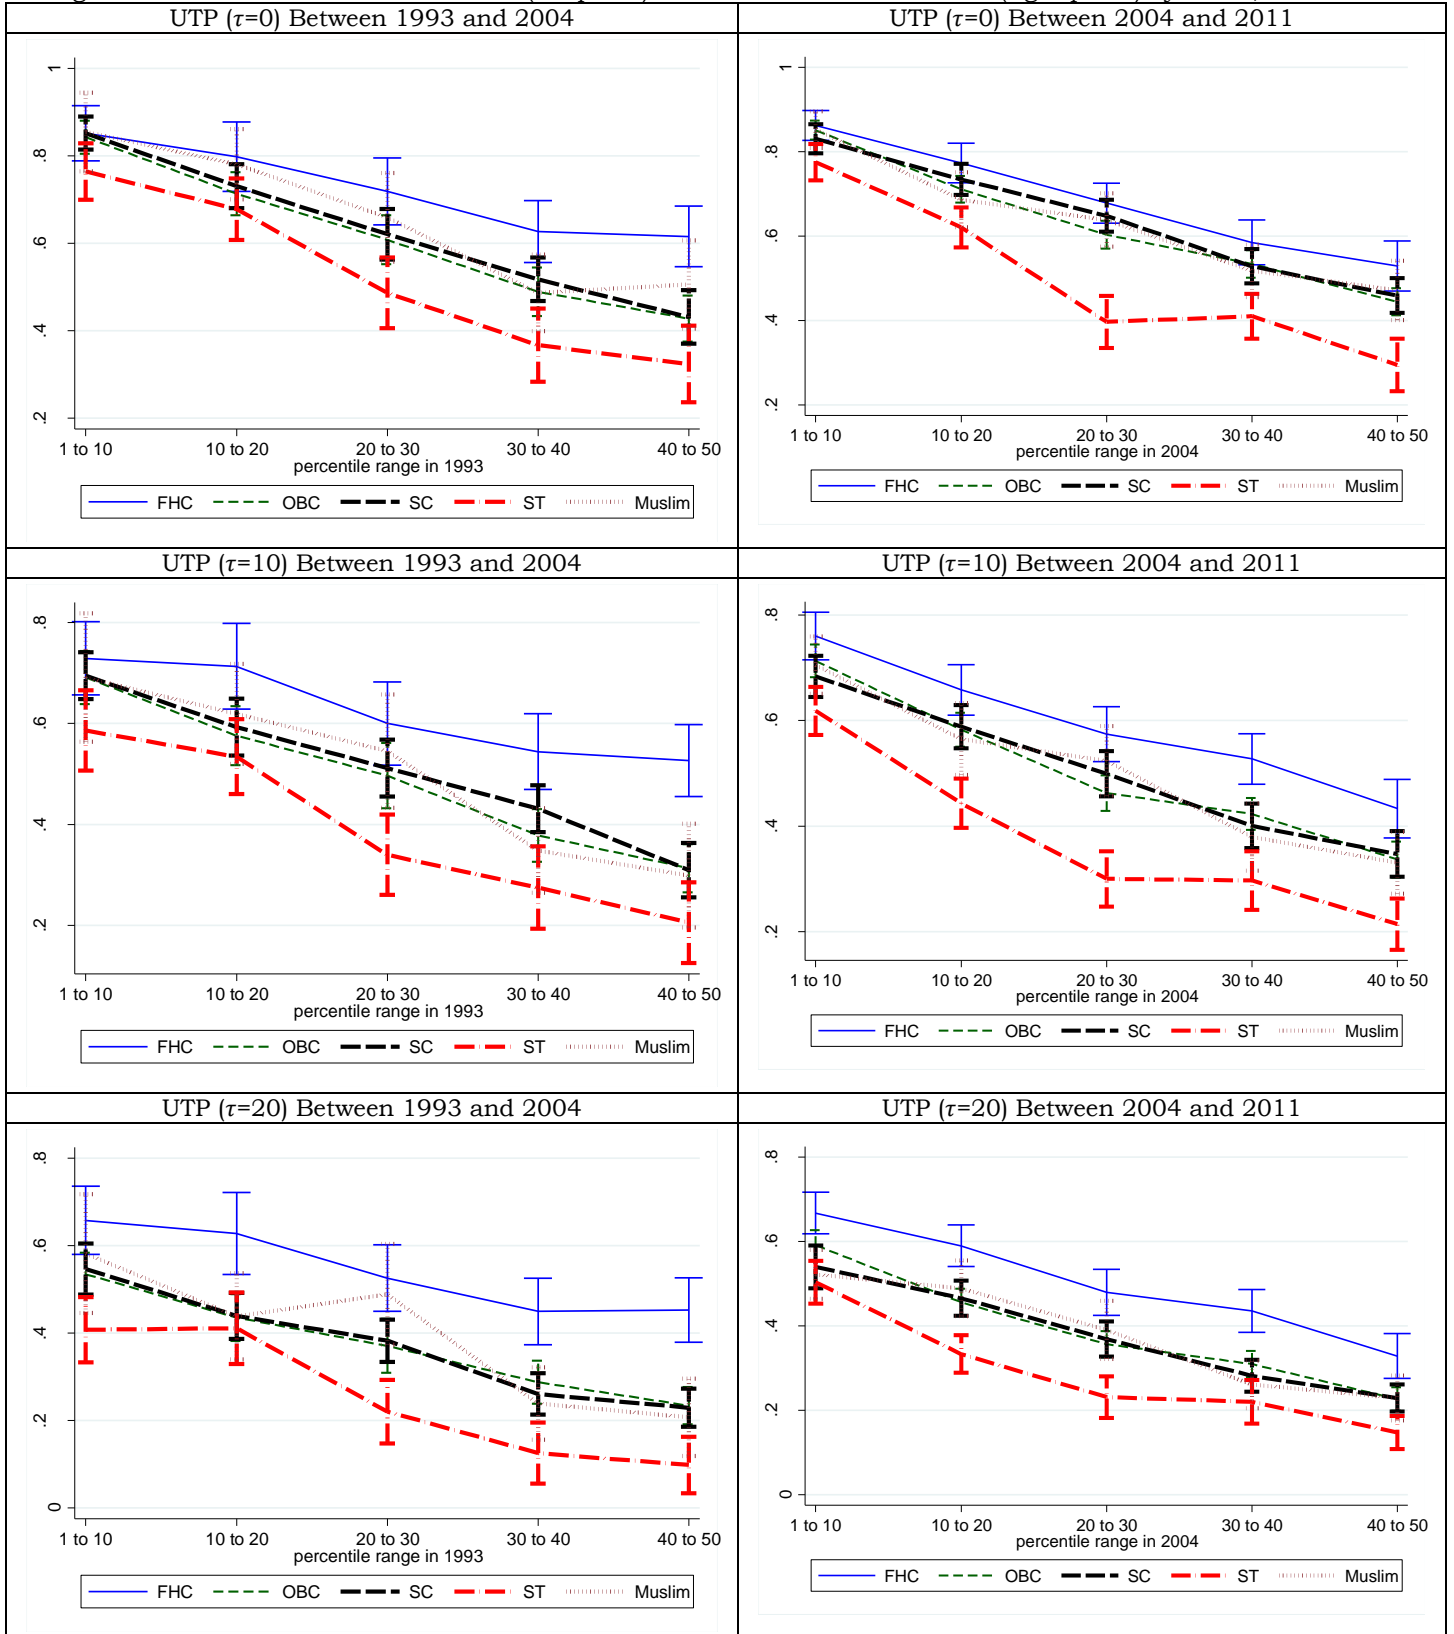 UTP (τ=0) Between 1993 and 2004
UTP (τ=0) Between 2004 and 2011
1
.8
.6
.4
.2
1 to 10 10 to 20 20 to 30 30 to 40 40 to 50
percentile range in 1993
FHC OBC SC ST Muslim
1
.8
.6
.4
.2
1 to 10 10 to 20 20 to 30 30 to 40 40 to 50
percentile range in 2004
FHC OBC SC ST Muslim
UTP (τ=10) Between 1993 and 2004
UTP (τ=10) Between 2004 and 2011
.8
.6
.4
.2
1 to 10 10 to 20 20 to 30 30 to 40 40 to 50
percentile range in 1993
FHC OBC SC ST Muslim
.8
.6
.4
.2
1 to 10 10 to 20 20 to 30 30 to 40 40 to 50
percentile range in 2004
FHC OBC SC ST Muslim
UTP (τ=20) Between 1993 and 2004
UTP (τ=20) Between 2004 and 2011
.8
.6
.4
.2
0
1 to 10 10 to 20 20 to 30 30 to 40 40 to 50
percentile range in 1993
FHC OBC SC ST Muslim
.8
.6
.4
.2
0
1 to 10 10 to 20 20 to 30 30 to 40 40 to 50
percentile range in 2004
FHC OBC SC ST Muslim